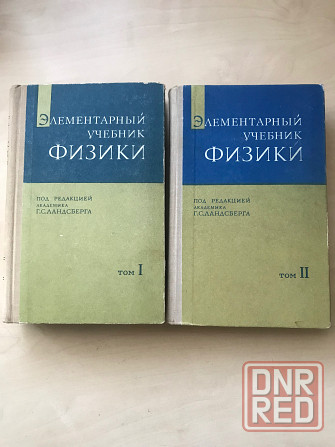 Элементарный
учебник
физики
под редакцией
академика
Г.С.Ландсберга
том I
Элементарный
учебник
физики
под редакцией
академика
Г.С.Ландсберга
том II
DNR
RED